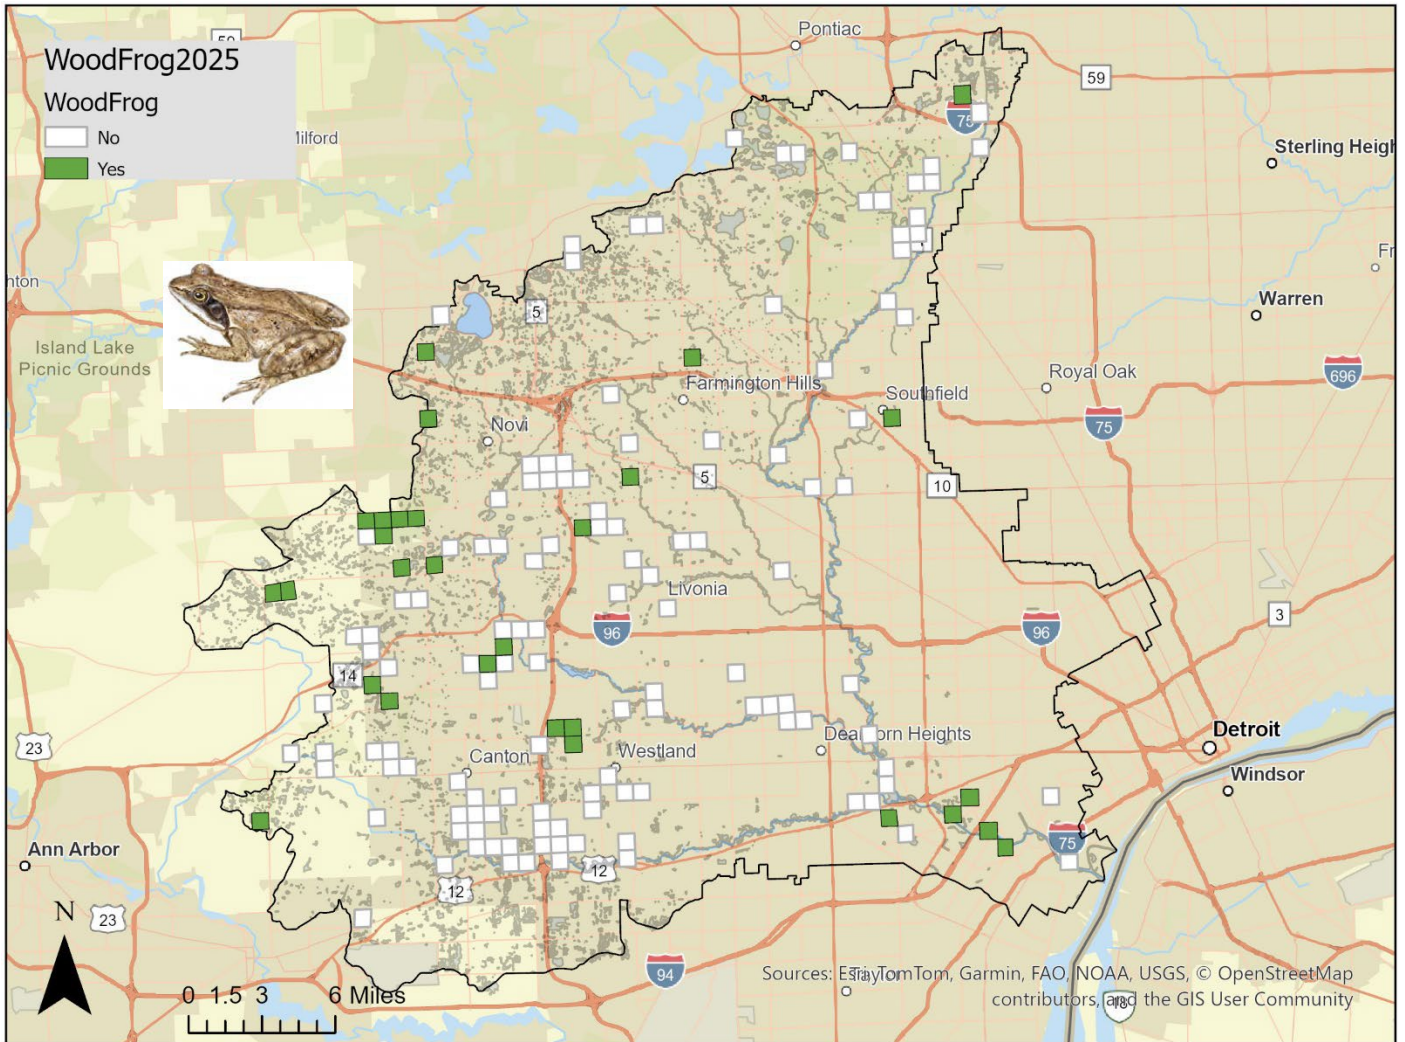 WoodFrog2025
WoodFrog
No
Yes
Pontiac
59
75
Sterling Heigh
Island Lake
Picnic Grounds
5
Warren
Farmington Hills
Southfield
Royal Oak
696
75
Novi
5
10
Livonia
96
96
3
14
23
Canton
Westland
Detroit
Windsor
Ann Arbor
75
12
12
23
N
94
0 1.5 3 6 Miles
Sources: Esri, TomTom, Garmin, FAO, NOAA, USGS, © OpenStreetMap
contributors, and the GIS User Community